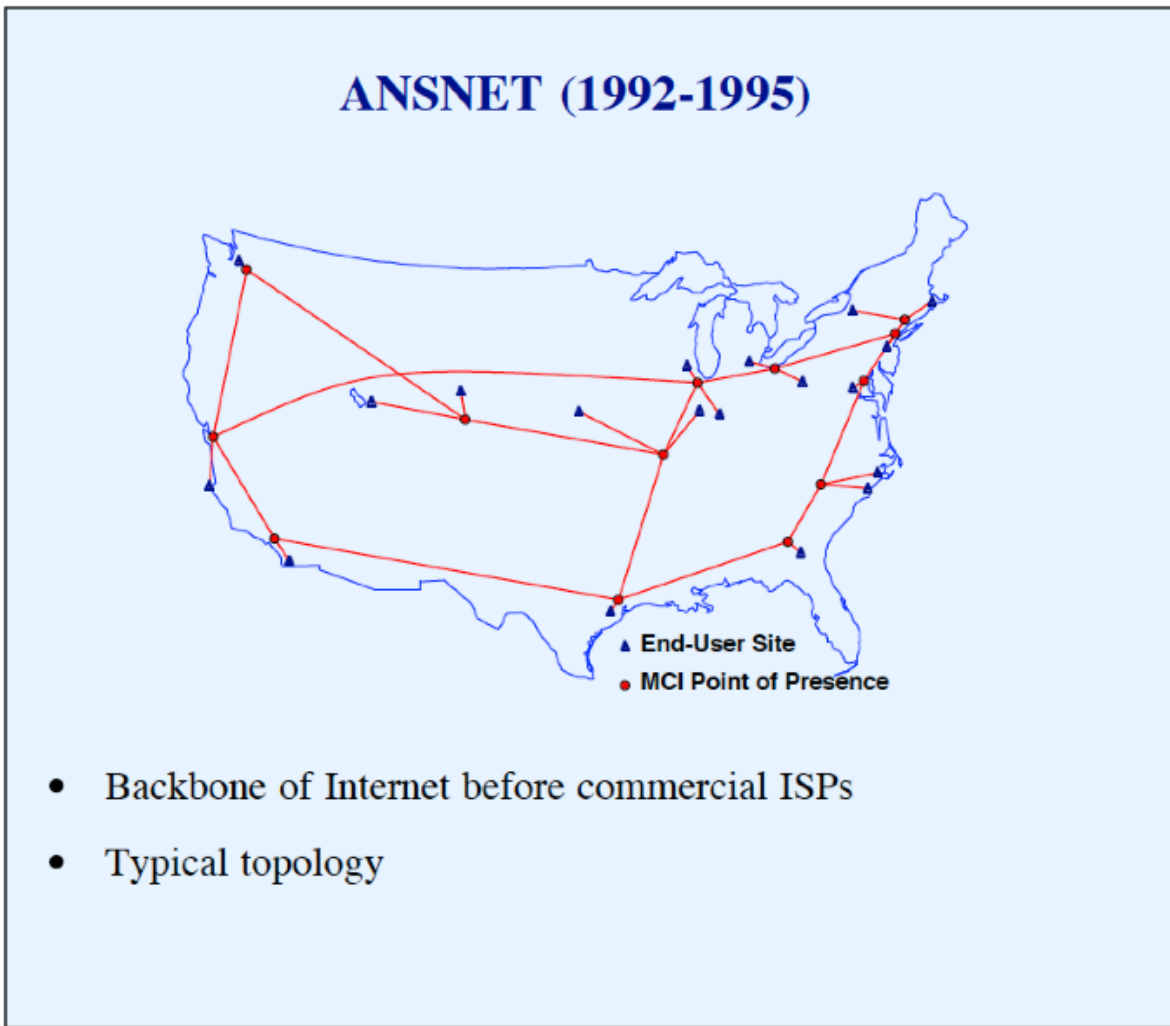 ANSNET (1992-1995)
End-User Site
MCI Point of Presence
• Backbone of Internet before commercial ISPs
• Typical topology